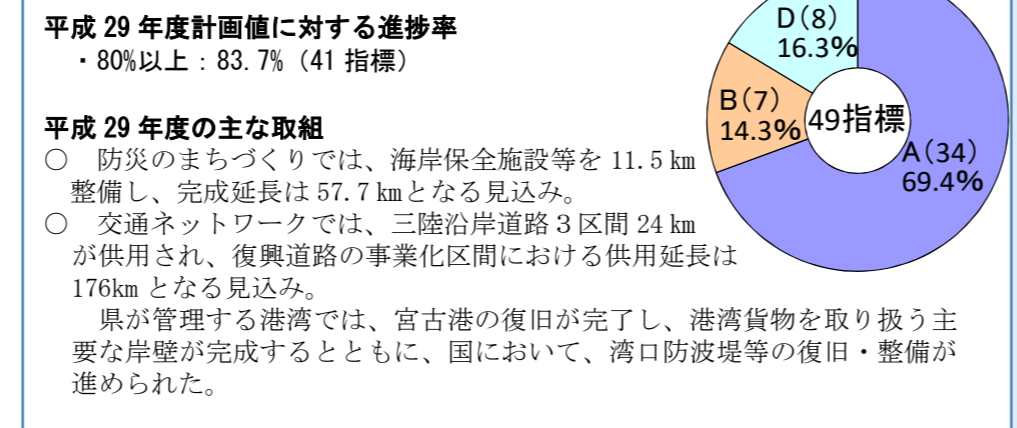 平成 29 年度計画値に対する進捗率
・80%以上：83.7%（41 指標）
平成 29 年度の主な取組
○　防災のまちづくりでは、海岸保全施設等を 11.5 km
整備し、完成延長は 57.7 kmとなる見込み。
○　交通ネットワークでは、三陸沿岸道路３区間 24 km
が供用され、復興道路の事業化区間における供用延長は
176km となる見込み。
県が管理する港湾では、宮古港の復旧が完了し、港湾貨物を取り扱う主
要な岸壁が完成するとともに、国において、湾口防波堤等の復旧・整備が
進められた。
D(8)
16.3%
B(7)
14.3%
49指標
A(34)
69.4%